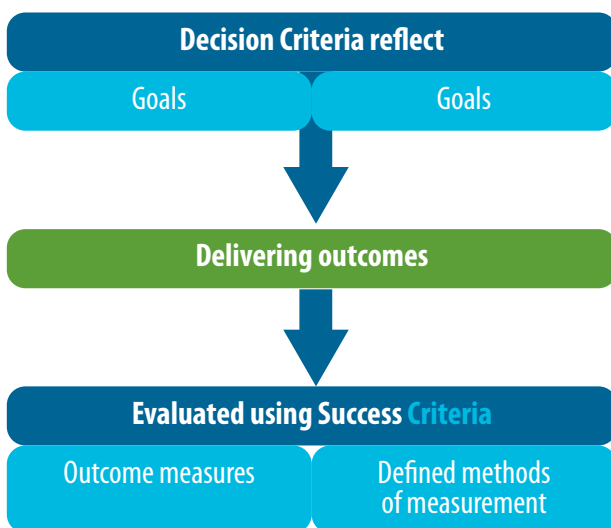 Decision Criteria reflect
Goals
Goals
Delivering outcomes
Evaluated using Success Criteria
Outcome measures
Defined methods
of measurement